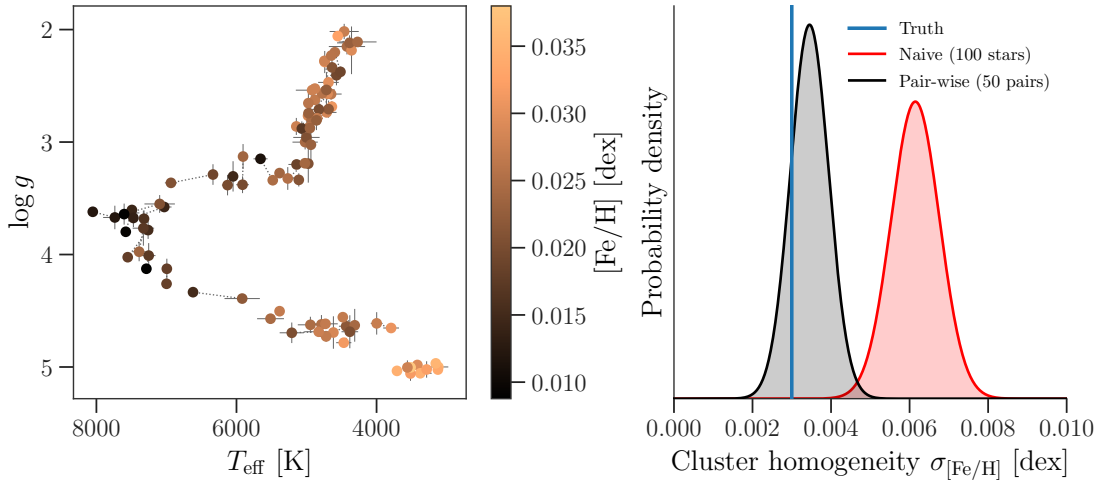 2
3
4
5
log g
8000
6000
4000
T_eff [K]
0.035
0.030
0.025
0.020
0.015
0.010
[Fe/H] [dex]
Probability density
Truth
Naive (100 stars)
Pair-wise (50 pairs)
0.000
0.002
0.004
0.006
0.008
0.010
Cluster homogeneity σ_[Fe/H] [dex]